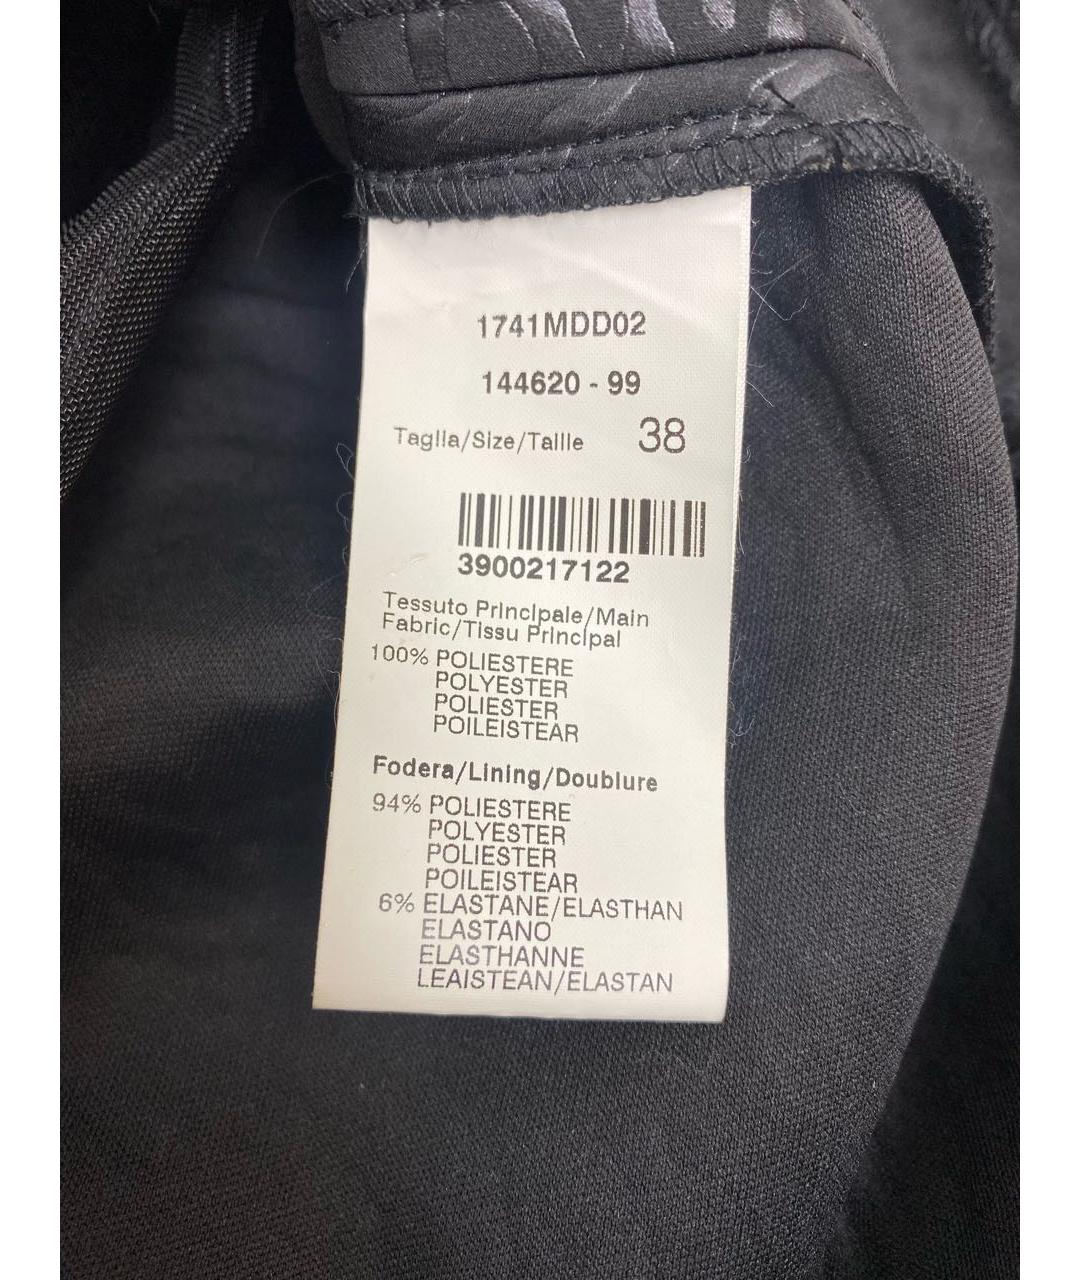 1741MDD02
144620 - 99
Taglia/Size/Taille 38
3900217122
Tessuto Principale/Main
Fabric/Tissu Principal
100% POLIESTERE
POLYESTER
POLIESTER
POILEISTEAR
Fodera/Lining/Doublure
94% POLIESTERE
POLYESTER
POLIESTER
POILEISTEAR
6% ELASTANE/ELASTHAN
ELASTANO
ELASTHANNE
LEAISTEAN/ELASTAN